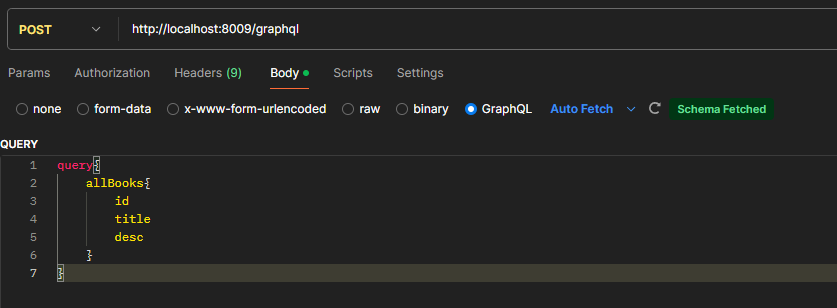 POST http://localhost:8009/graphql
Params Authorization Headers (9) Body Scripts Settings
none form-data x-www-form-urlencoded raw binary GraphQL Auto Fetch Schema Fetched
QUERY
1 query{
2 allBooks{
3 id
4 title
5 desc
6 }
7 }